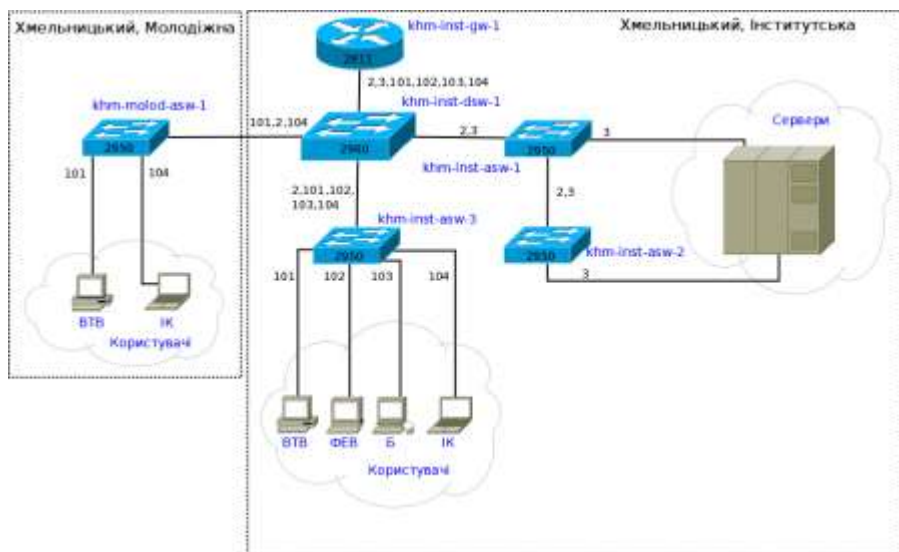 Хмельницький, Молодіжна
Хмельницький, Інститутська
khm-inst-gw-1
2911
2,3,101,102,103,104
khm-inst-dsw-1
khm-molod-asw-1
101,2,104
2950
2960
2,3
2950
3
Сервери
khm-inst-asw-1
101
104
2,101,102,
103,104
2,3
khm-inst-asw-3
2950
2950
khm-inst-asw-2
101
102
103
104
3
ВТВ
ІК
Користувачі
ВТВ
ФЕВ
Б
ІК
Користувачі